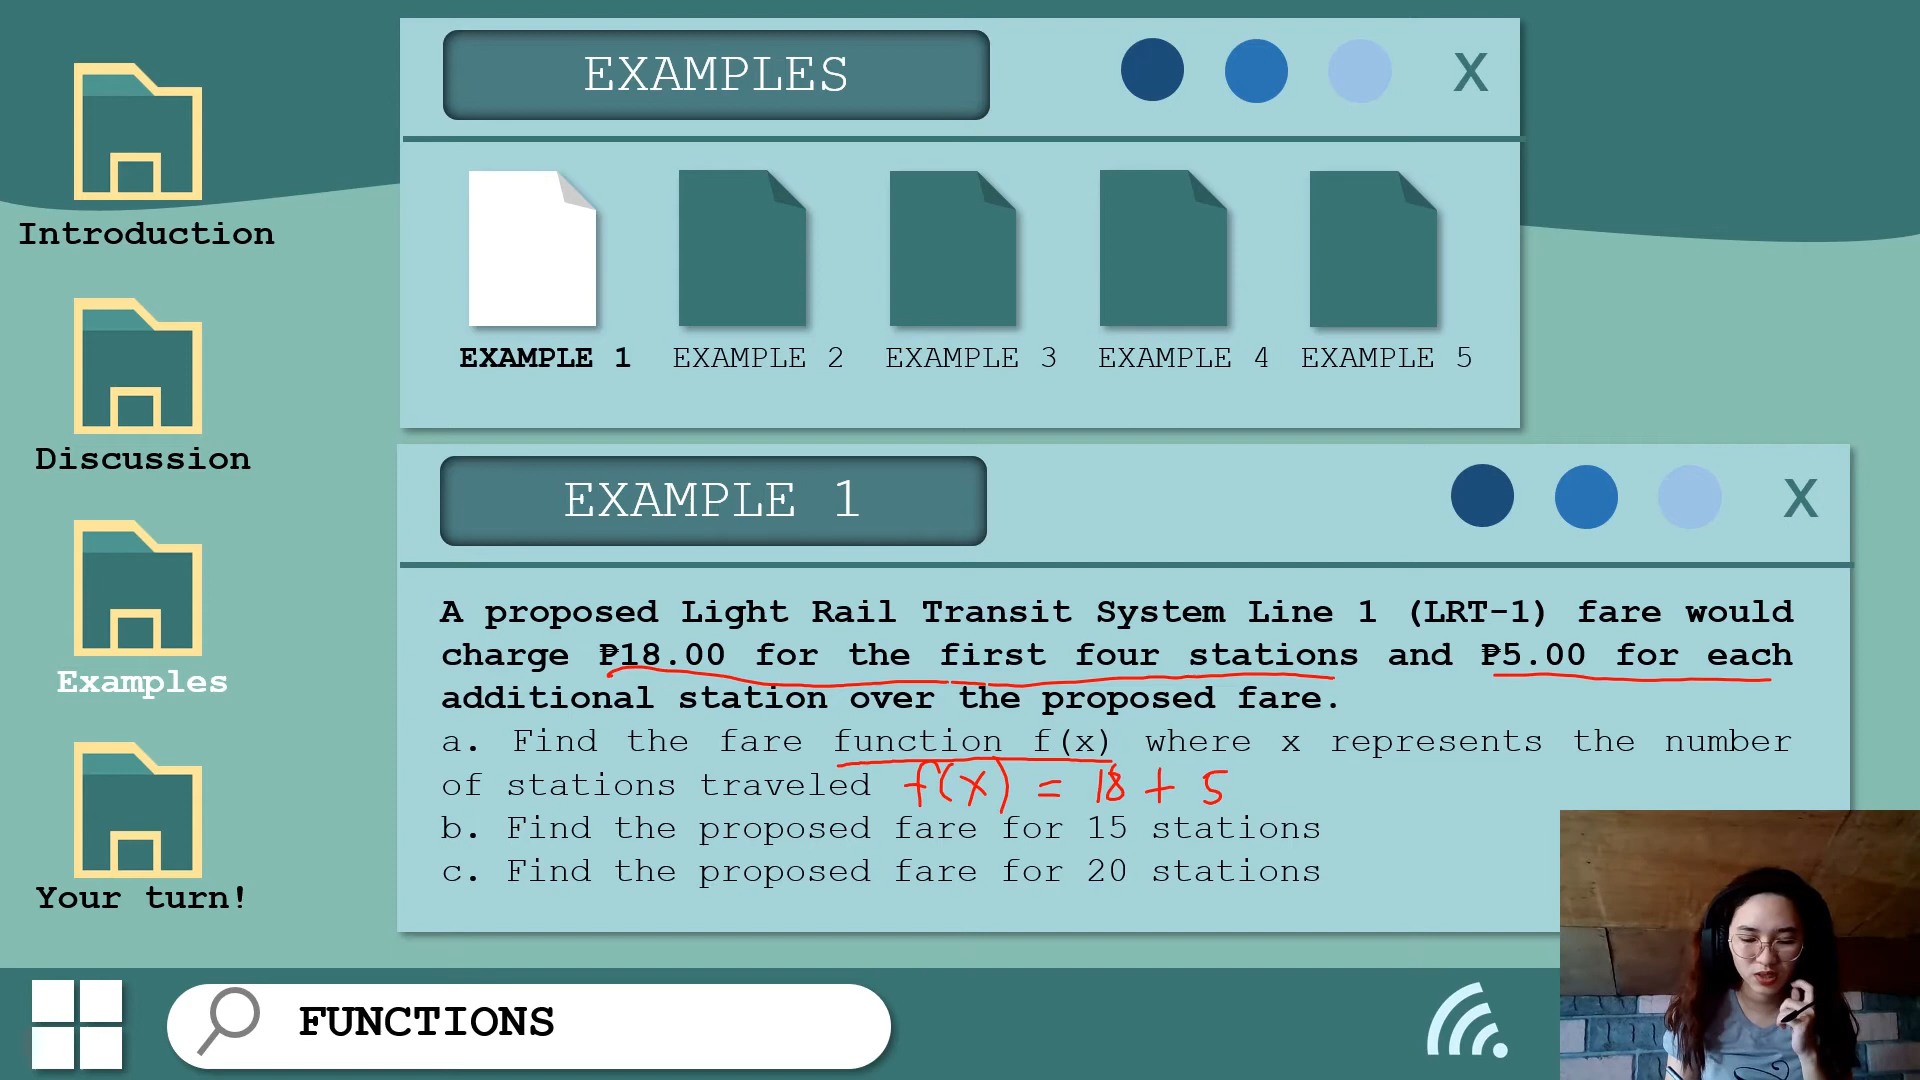 EXAMPLES
X
Introduction
EXAMPLE 1
EXAMPLE 2
EXAMPLE 3
EXAMPLE 4
EXAMPLE 5
Discussion
EXAMPLE 1
X
A proposed Light Rail Transit System Line 1 (LRT-1) fare would
charge ₱18.00 for the first four stations and ₱5.00 for each
additional station over the proposed fare.
a. Find the fare function f(x) where x represents the number
of stations traveled f(x) = 18 + 5
b. Find the proposed fare for 15 stations
c. Find the proposed fare for 20 stations
Examples
Your turn!
FUNCTIONS